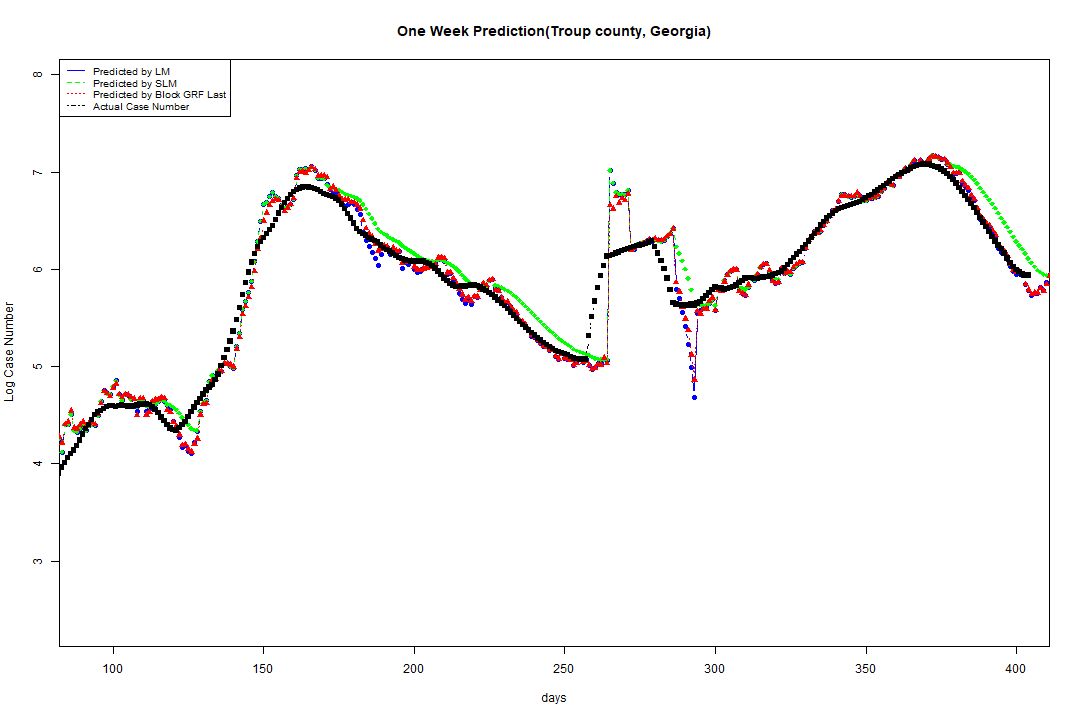 One Week Prediction(Troup county, Georgia)
Predicted by LM
Predicted by SLM
Predicted by Block GRF Last
Actual Case Number
8
7
6
5
4
3
Log Case Number
100 150 200 250 300 350 400
days